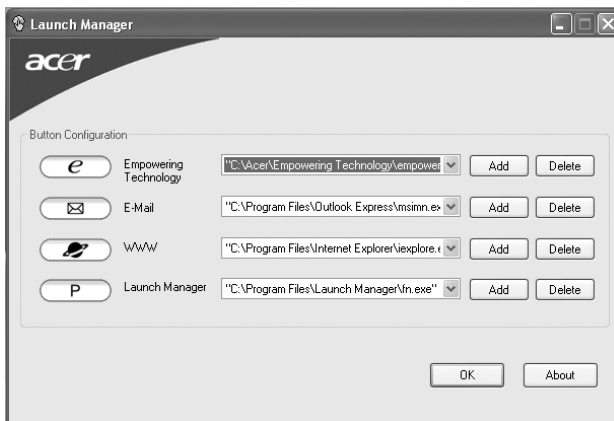 Launch Manager
acer
Button Configuration
e Empowering Technology "C:\Acer\Empowering Technology\empower Add Delete
E-Mail "C:\Program Files\Outlook Express\msimn.ex Add Delete
WWW "C:\Program Files\Internet Explorer\iexplore.e Add Delete
P Launch Manager "C:\Program Files\Launch Manager\fn.exe" Add Delete
OK About